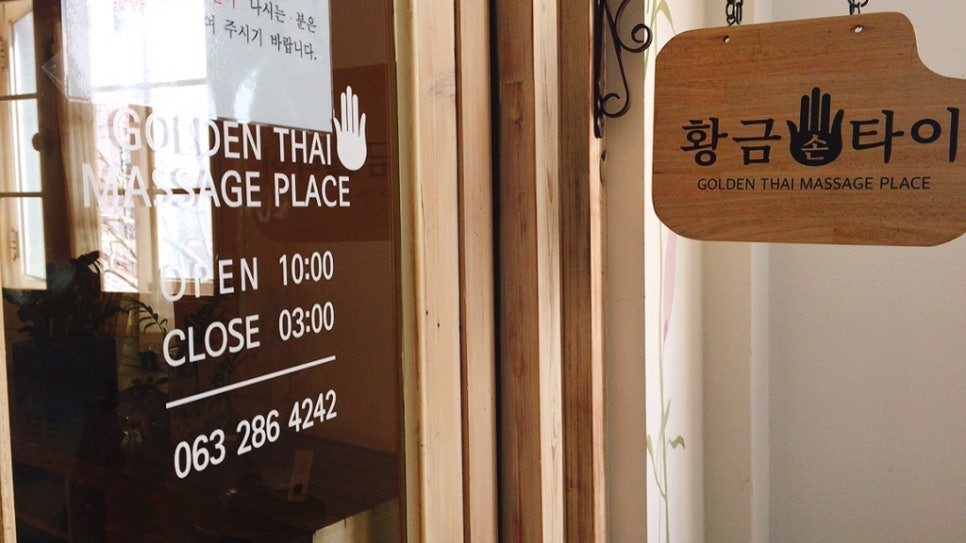 나시는 분은
주시기 바랍니다.
GOLDEN THAI
MASSAGE PLACE
OPEN 10:00
CLOSE 03:00
063 286 4242
황금손타이
GOLDEN THAI MASSAGE PLACE